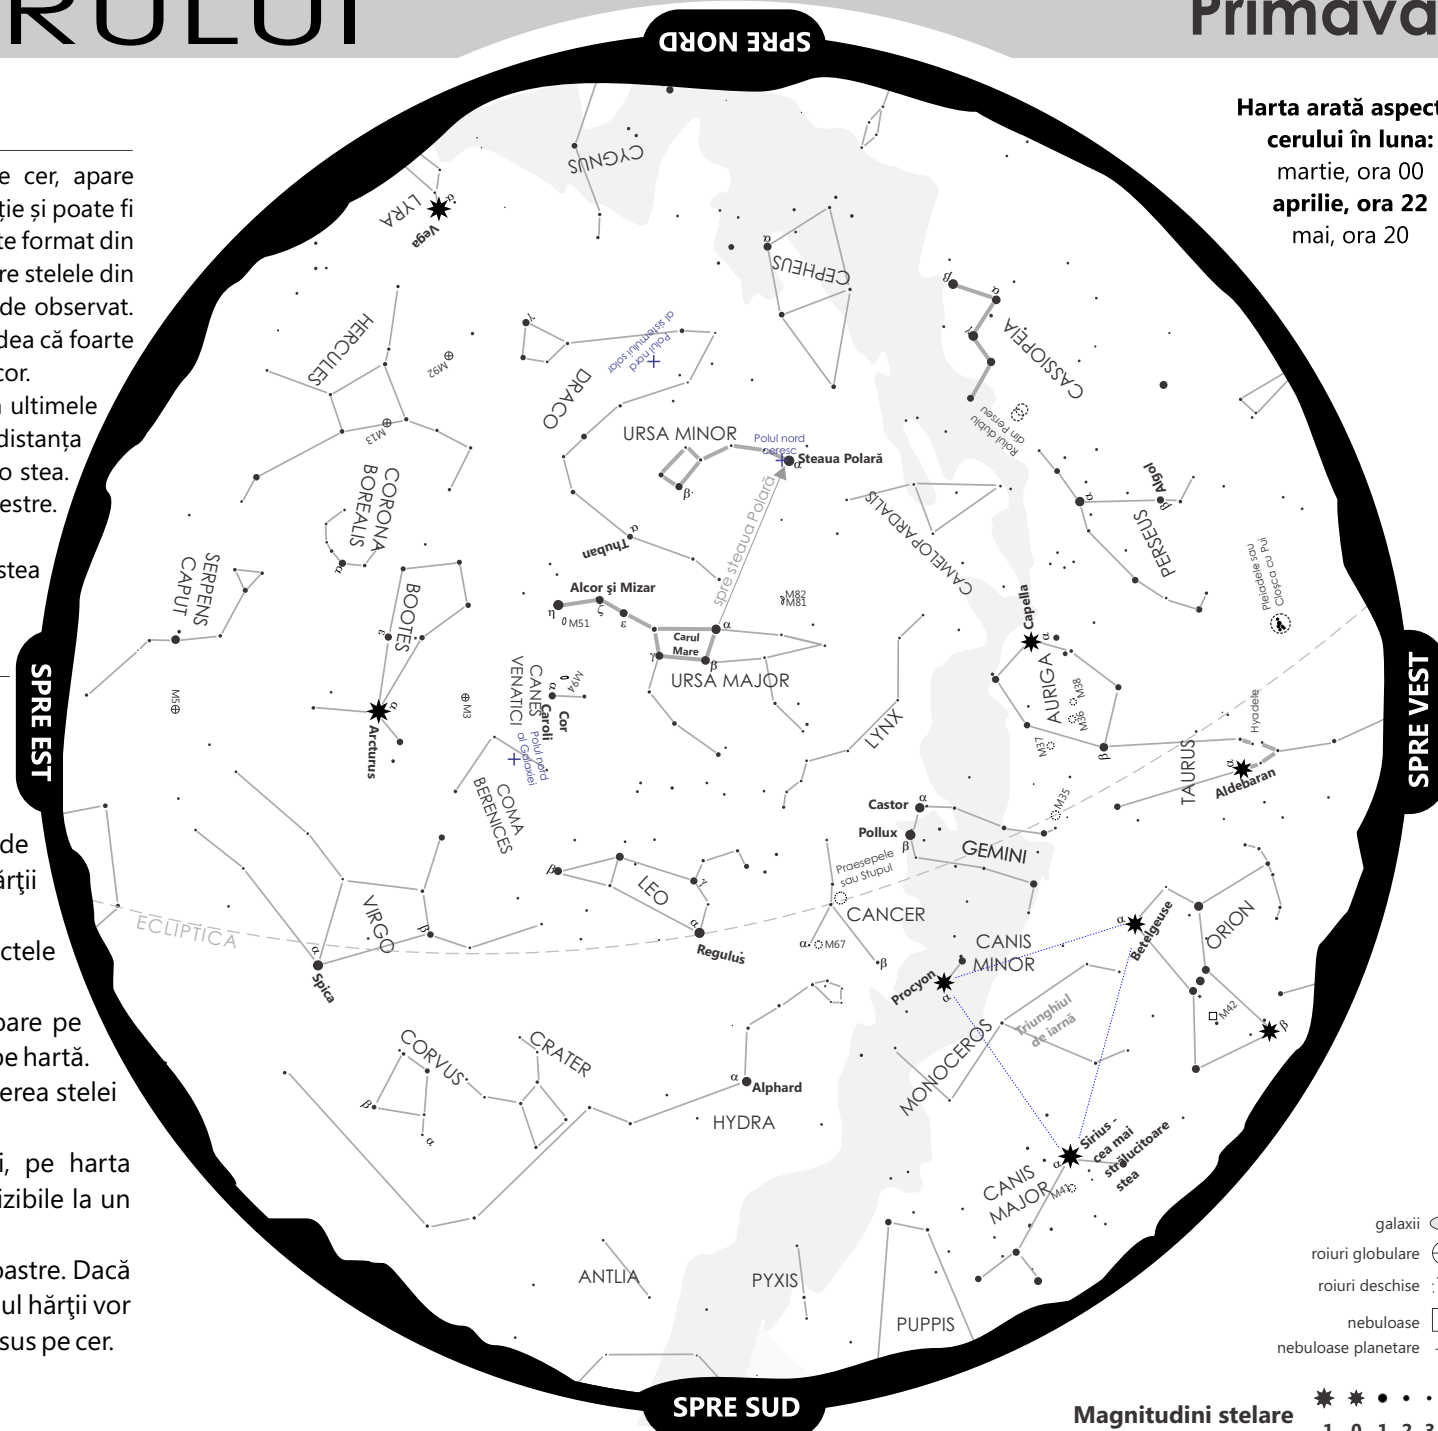 RULUI
Primăva
SPRE NORD
Harta arată aspect
cerului în luna:
martie, ora 00
aprilie, ora 22
mai, ora 20
e cer, apare
ție și poate fi
te format din
re stelele din
de observat.
dea că foarte
cor.
ultimele
distanța
o stea.
estre.
stea
de
ărţii
ctele
oare pe
pe hartă.
erea stelei
i, pe harta
izibile la un
oastre. Dacă
ul hărţii vor
sus pe cer.
SPRE EST
SPRE VEST
SPRE SUD
CYGNUS
LYRA
α
Vega
CEPHEUS
α
β
α
γ
CASSIOPEIA
Roiul dublu
din Perseu
HERCULES
M92
M13
γ
DRACO
Polul nord
al sistemului solar
URSA MINOR
Polul nord
ceresc
Steaua Polară
α
β
spre steaua Polară
α
Thuban
CAMELOPARDALIS
α
Algol
β
PERSEUS
Pleiadele sau
Cloșca cu Pui
CORONA
BOREALIS
α
SERPENS
CAPUT
M5
BOOTES
ε
α
Arcturus
M3
Alcor şi Mizar
η
ζ
ε
M51
M82
M81
Carul
Mare
α
β
γ
URSA MAJOR
CANES
VENATICI
α
M94
Cor
Caroli
Polul nord
al Galaxiei
COMA
BERENICES
LYNX
Capella
α
AURIGA
M38
M36
M37
β
TAURUS
Hyadele
α
Aldebaran
M35
Castor
α
Pollux
β
GEMINI
Praesepele
sau Stupul
CANCER
α
M67
β
LEO
β
γ
α
Regulus
VIRGO
β
α
Spica
ECLIPTICA
CANIS
MINOR
Procyon
α
α
Betelgeuse
ORION
M42
β
Triunghiul
de iarnă
MONOCEROS
Sirius -
cea mai
strălucitoare
stea
α
CANIS
MAJOR
M41
CORVUS
β
α
CRATER
α
Alphard
HYDRA
ANTLIA
PYXIS
PUPPIS
galaxii
roiuri globulare
roiuri deschise
nebuloase
nebuloase planetare
Magnitudini stelare
-1 0 1 2 3